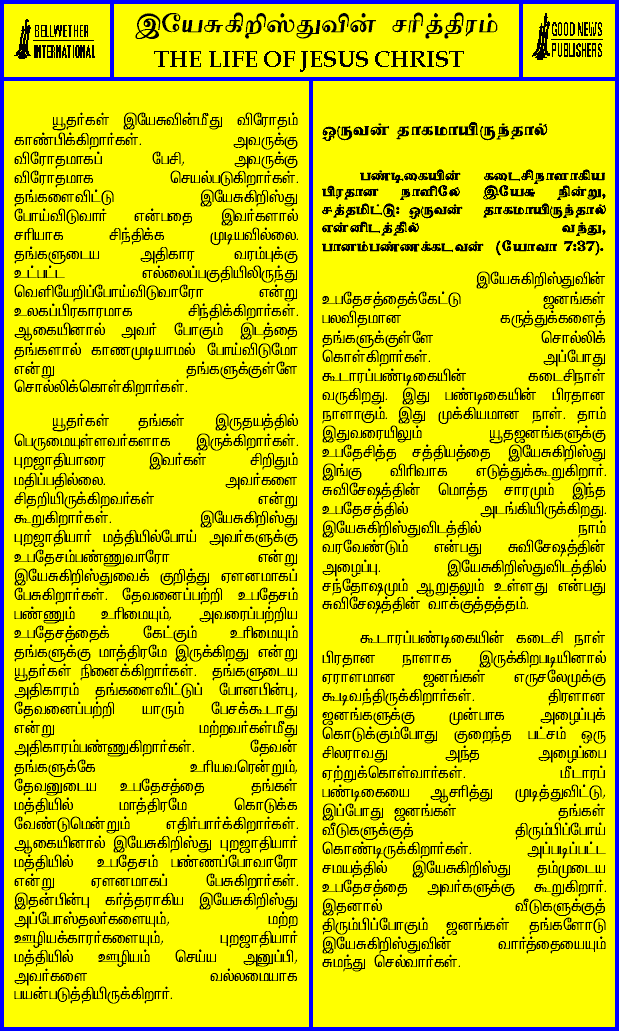 BELLWETHER
INTERNATIONAL
இயேசுகிறிஸ்துவின் சரித்திரம்
THE LIFE OF JESUS CHRIST
GOOD NEWS
PUBLISHERS
யூதர்கள் இயேசுவின்மீது விரோதம்
காண்பிக்கிறார்கள். அவருக்கு
விரோதமாகப் பேசி, அவருக்கு
விரோதமாக செயல்படுகிறார்கள்.
தங்களைவிட்டு இயேசுகிறிஸ்து
போய்விடுவார் என்பதை இவர்களால்
சரியாக சிந்திக்க முடியவில்லை.
தங்களுடைய அதிகார வரம்புக்கு
உட்பட்ட எல்லைப்பகுதியிலிருந்து
வெளியேறிப்போய்விடுவாரோ என்று
உலகப்பிரகாரமாக சிந்திக்கிறார்கள்.
ஆகையினால் அவர் போகும் இடத்தை
தங்களால் காணமுடியாமல் போய்விடுமோ
என்று தங்களுக்குள்ளே
சொல்லிக்கொள்கிறார்கள்.
யூதர்கள் தங்கள் இருதயத்தில்
பெருமையுள்ளவர்களாக இருக்கிறார்கள்.
புறஜாதியாரை இவர்கள் சிறிதும்
மதிப்பதில்லை. அவர்களை
சிதறியிருக்கிறவர்கள் என்று
கூறுகிறார்கள். இயேசுகிறிஸ்து
புறஜாதியார் மத்தியில்போய் அவர்களுக்கு
உபதேசம்பண்ணுவாரோ என்று
இயேசுகிறிஸ்துவைக் குறித்து ஏளனமாகப்
பேசுகிறார்கள். தேவனைப்பற்றி உபதேசம்
பண்ணும் உரிமையும், அவரைப்பற்றிய
உபதேசத்தைக் கேட்கும் உரிமையும்
தங்களுக்கு மாத்திரமே இருக்கிறது என்று
யூதர்கள் நினைக்கிறார்கள். தங்களுடைய
அதிகாரம் தங்களைவிட்டுப் போனபின்பு,
தேவனைப்பற்றி யாரும் பேசக்கூடாது
என்று மற்றவர்கள்மீது
அதிகாரம்பண்ணுகிறார்கள். தேவன்
தங்களுக்கே உரியவரென்றும்,
தேவனுடைய உபதேசத்தை தங்கள்
மத்தியில் மாத்திரமே கொடுக்க
வேண்டுமென்றும் எதிர்பார்க்கிறார்கள்.
ஆகையினால் இயேசுகிறிஸ்து புறஜாதியார்
மத்தியில் உபதேசம் பண்ணப்போவாரோ
என்று ஏளனமாகப் பேசுகிறார்கள்.
இதன்பின்பு கர்த்தராகிய இயேசுகிறிஸ்து
அப்போஸ்தலர்களையும், மற்ற
ஊழியக்காரர்களையும், புறஜாதியார்
மத்தியில் ஊழியம் செய்ய அனுப்பி,
அவர்களை வல்லமையாக
பயன்படுத்தியிருக்கிறார்.
ஒருவன் தாகமாயிருந்தால்
பண்டிகையின் கடைசிநாளாகிய
பிரதான நாளிலே இயேசு நின்று,
சத்தமிட்டு: ஒருவன் தாகமாயிருந்தால்
என்னிடத்தில் வந்து,
பானம்பண்ணக்கடவன் (யோவா 7:37).
இயேசுகிறிஸ்துவின்
உபதேசத்தைக்கேட்டு ஜனங்கள்
பலவிதமான கருத்துக்களைத்
தங்களுக்குள்ளே சொல்லிக்
கொள்கிறார்கள். அப்போது
கூடாரப்பண்டிகையின் கடைசிநாள்
வருகிறது. இது பண்டிகையின் பிரதான
நாளாகும். இது முக்கியமான நாள். தாம்
இதுவரையிலும் யூதஜனங்களுக்கு
உபதேசித்த சத்தியத்தை இயேசுகிறிஸ்து
இங்கு விரிவாக எடுத்துக்கூறுகிறார்.
சுவிசேஷத்தின் மொத்த சாரமும் இந்த
உபதேசத்தில் அடங்கியிருக்கிறது.
இயேசுகிறிஸ்துவிடத்தில் நாம்
வரவேண்டும் என்பது சுவிசேஷத்தின்
அழைப்பு. இயேசுகிறிஸ்துவிடத்தில்
சந்தோஷமும் ஆறுதலும் உள்ளது என்பது
சுவிசேஷத்தின் வாக்குத்தத்தம்.
கூடாரப்பண்டிகையின் கடைசி நாள்
பிரதான நாளாக இருக்கிறபடியினால்
ஏராளமான ஜனங்கள் எருசலேமுக்கு
கூடிவந்திருக்கிறார்கள். திரளான
ஜனங்களுக்கு முன்பாக அழைப்புக்
கொடுக்கும்போது குறைந்த பட்சம் ஒரு
சிலராவது அந்த அழைப்பை
ஏற்றுக்கொள்வார்கள். மீடாரப்
பண்டிகையை ஆசரித்து முடித்துவிட்டு,
இப்போது ஜனங்கள் தங்கள்
வீடுகளுக்குத் திரும்பிப்போய்
கொண்டிருக்கிறார்கள். அப்படிப்பட்ட
சமயத்தில் இயேசுகிறிஸ்து தம்முடைய
உபதேசத்தை அவர்களுக்கு கூறுகிறார்.
இதனால் வீடுகளுக்குத்
திரும்பிப்போகும் ஜனங்கள் தங்களோடு
இயேசுகிறிஸ்துவின் வார்த்தையையும்
சுமந்து செல்வார்கள்.